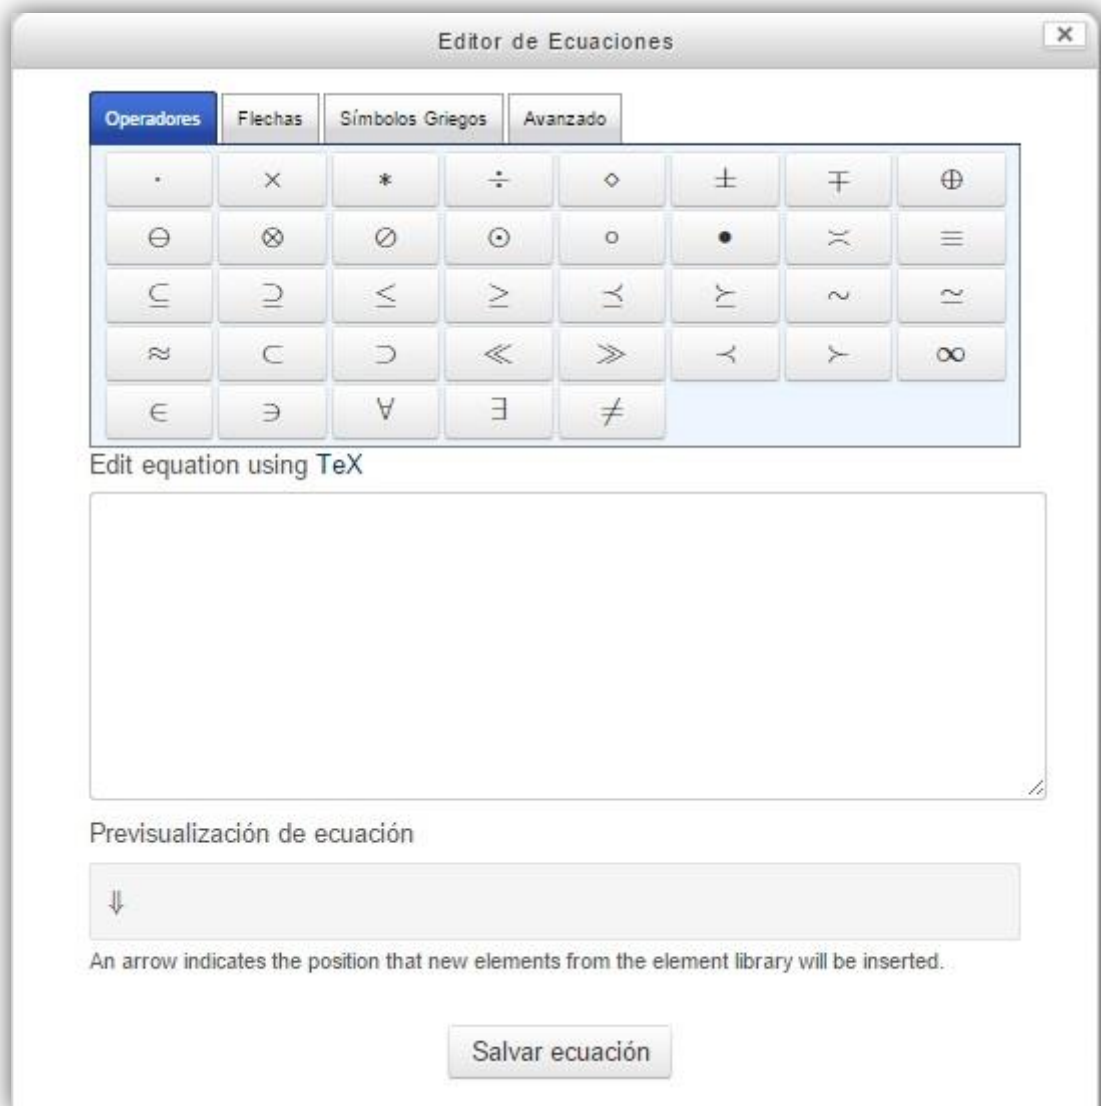 Editor de Ecuaciones ×
Operadores Flechas Símbolos Griegos Avanzado
· × * ÷ ⋄ ± ∓ ⊕
⊖ ⊗ ⊘ ⊙ ∘ • ≍ ≡
⊆ ⊇ ≤ ≥ ⪯ ⪰ ∼ ≃
≈ ⊂ ⊃ ≪ ≫ ≺ ≻ ∞
∈ ∋ ∀ ∃ ≠
Edit equation using TeX
Previsualización de ecuación
⇓
An arrow indicates the position that new elements from the element library will be inserted.
Salvar ecuación